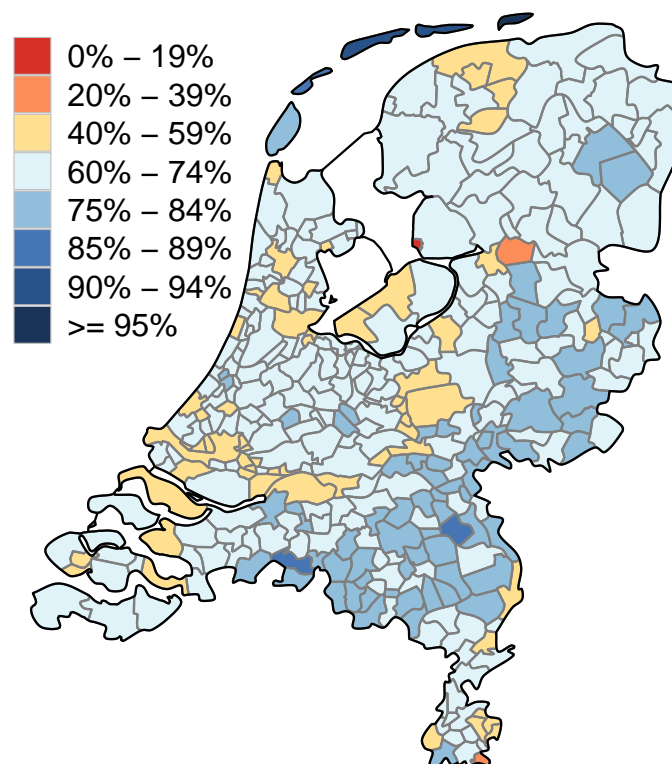 0% – 19%
20% – 39%
40% – 59%
60% – 74%
75% – 84%
85% – 89%
90% – 94%
>= 95%